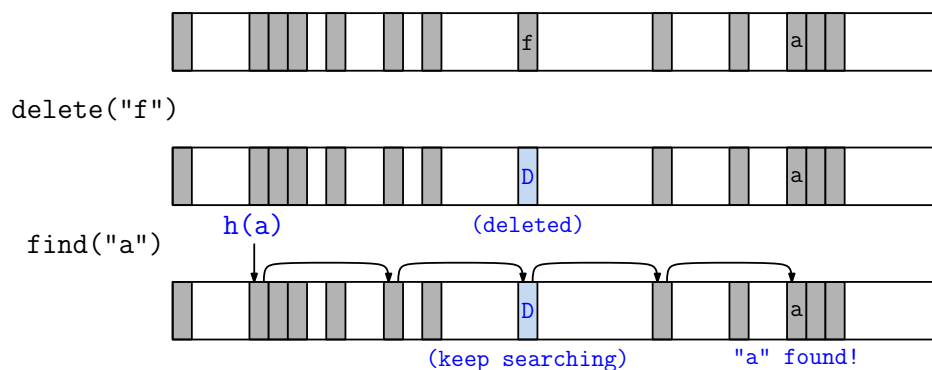 f a
delete("f")
D a
h(a) (deleted)
find("a")
D a
(keep searching) "a" found!